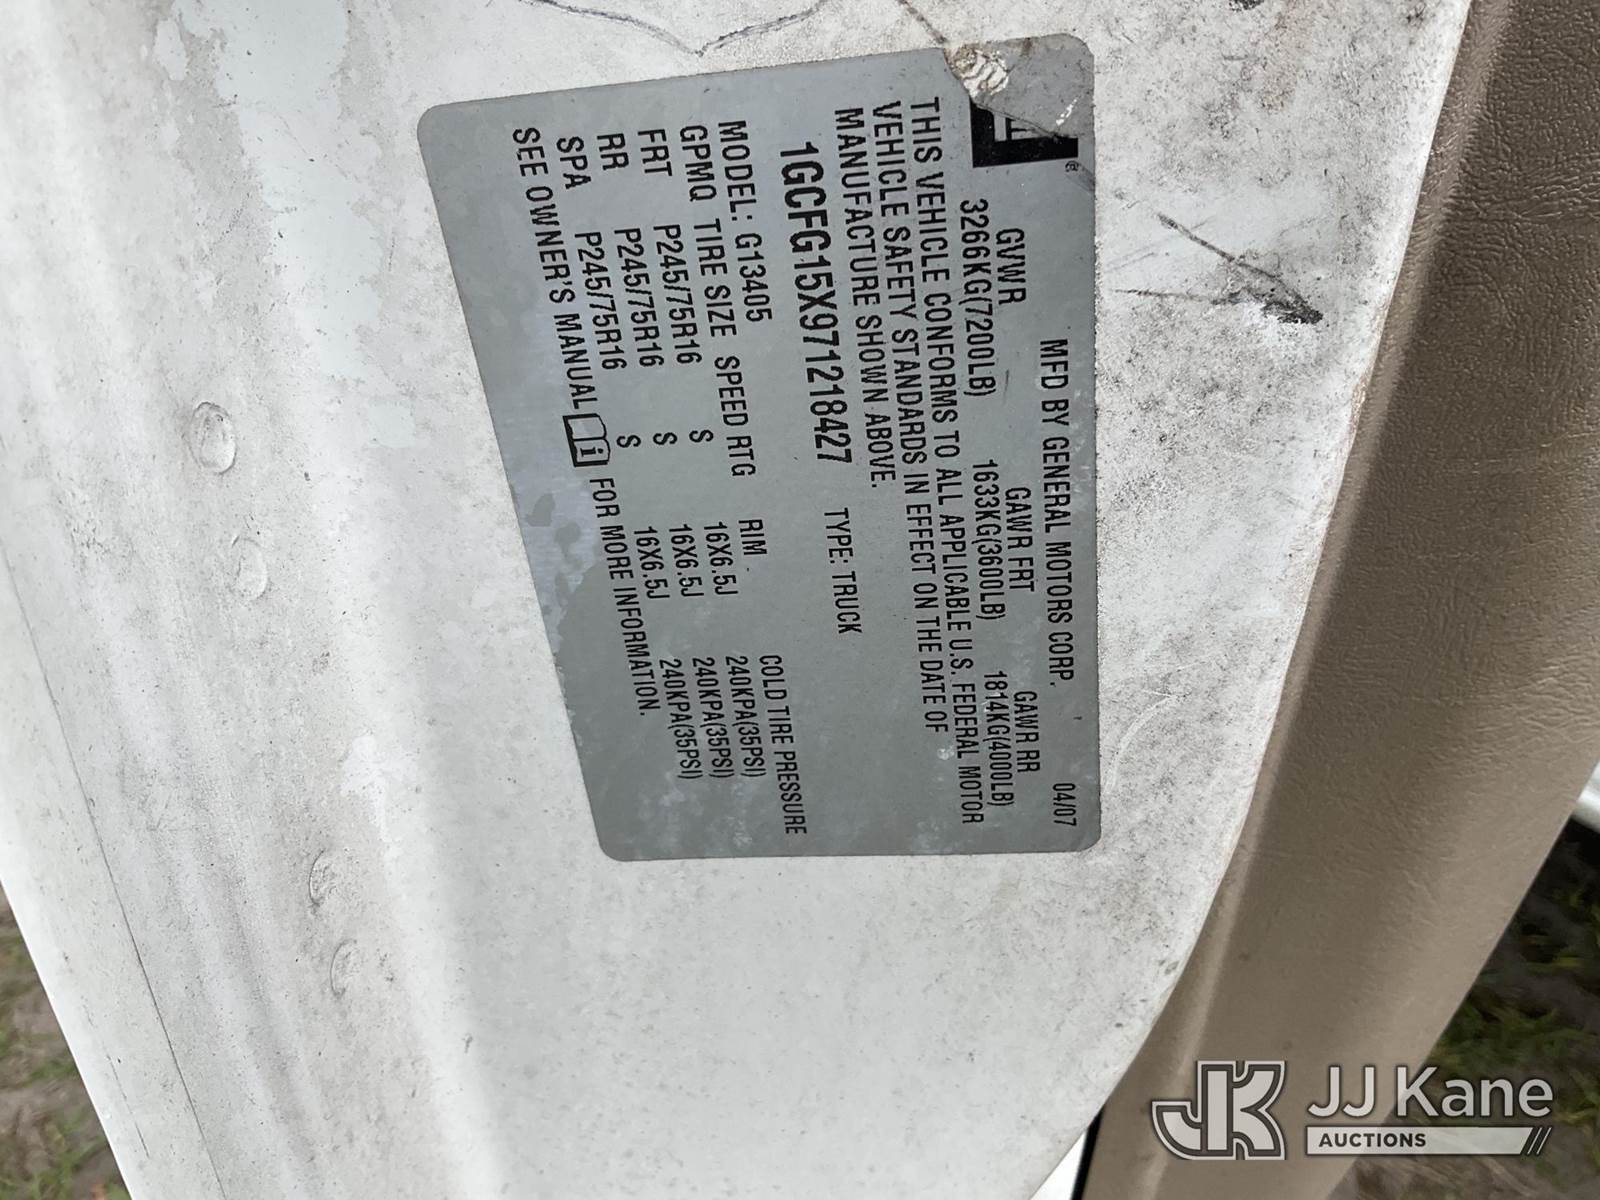 MFD BY GENERAL MOTORS CORP. 04/07
GVWR GAWR FRT GAWR RR
3266KG(7200LB) 1633KG(3600LB) 1814KG(4000LB)
THIS VEHICLE CONFORMS TO ALL APPLICABLE U.S. FEDERAL MOTOR
VEHICLE SAFETY STANDARDS IN EFFECT ON THE DATE OF
MANUFACTURE SHOWN ABOVE.
1GCFG15X971218427 TYPE: TRUCK
MODEL: G13405
GPMQ TIRE SIZE SPEED RTG RIM COLD TIRE PRESSURE
FRT P245/75R16 S 16X6.5J 240KPA(35PSI)
RR P245/75R16 S 16X6.5J 240KPA(35PSI)
SPA P245/75R16 S 16X6.5J 240KPA(35PSI)
SEE OWNER'S MANUAL i FOR MORE INFORMATION.
®
JK JJ Kane
AUCTIONS